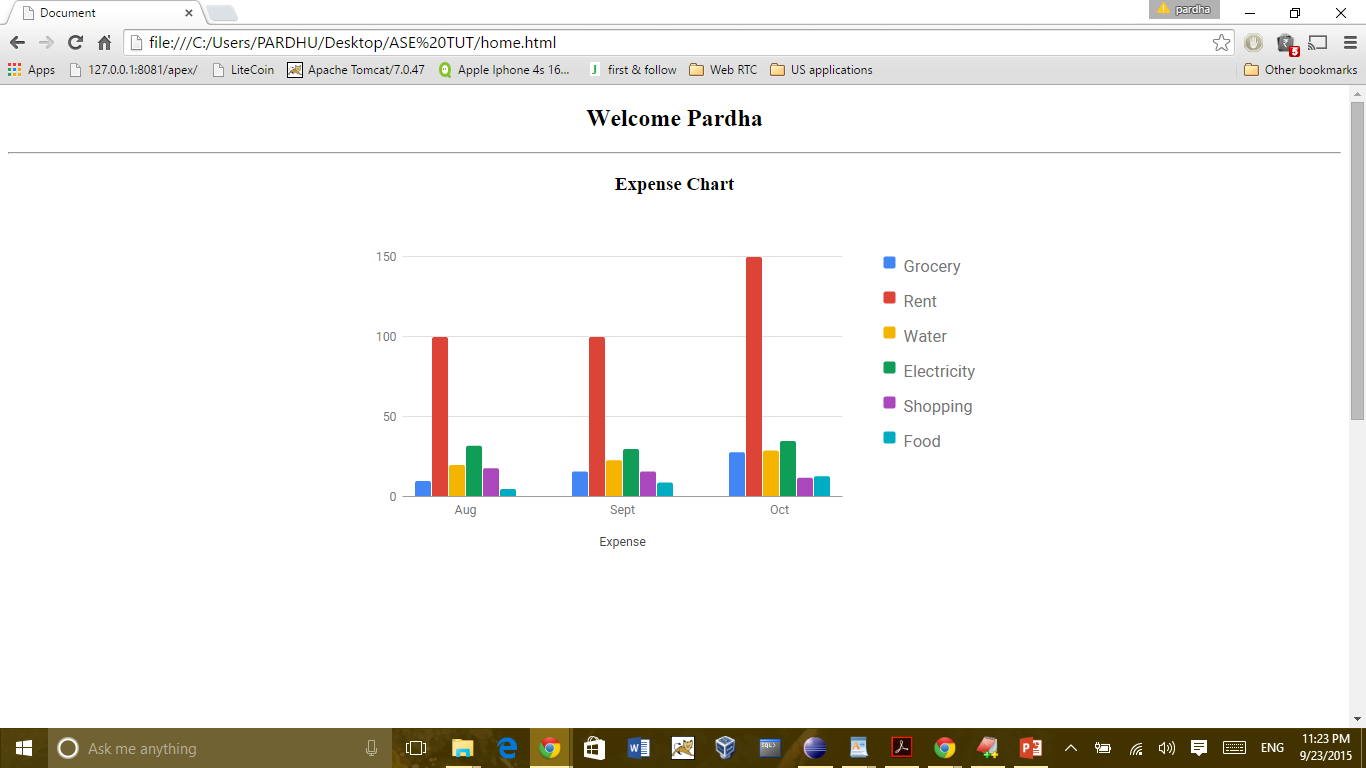 Document
pardha
file:///C:/Users/PARDHU/Desktop/ASE%20TUT/home.html
5
Apps 127.0.0.1:8081/apex/ LiteCoin Apache Tomcat/7.0.47 Apple Iphone 4s 16... first & follow Web RTC US applications Other bookmarks
Welcome Pardha
Expense Chart
150
100
50
0
Aug Sept Oct
Expense
Grocery
Rent
Water
Electricity
Shopping
Food
Ask me anything
SQL>
ENG
11:23 PM
9/23/2015